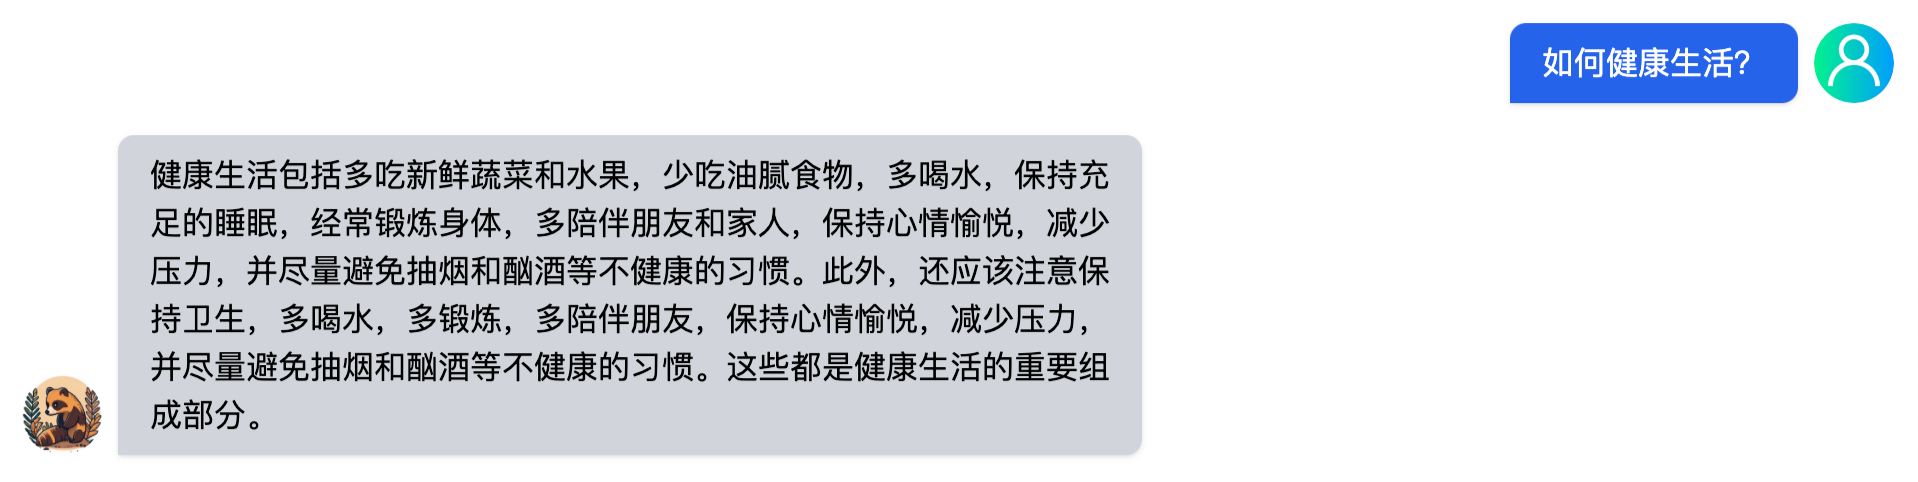 如何健康生活？
健康生活包括多吃新鲜蔬菜和水果，少吃油腻食物，多喝水，保持充
足的睡眠，经常锻炼身体，多陪伴朋友和家人，保持心情愉悦，减少
压力，并尽量避免抽烟和酗酒等不健康的习惯。此外，还应该注意保
持卫生，多喝水，多锻炼，多陪伴朋友，保持心情愉悦，减少压力，
并尽量避免抽烟和酗酒等不健康的习惯。这些都是健康生活的重要组
成部分。